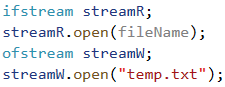 ifstream streamR;
streamR.open(fileName);
ofstream streamW;
streamW.open("temp.txt");